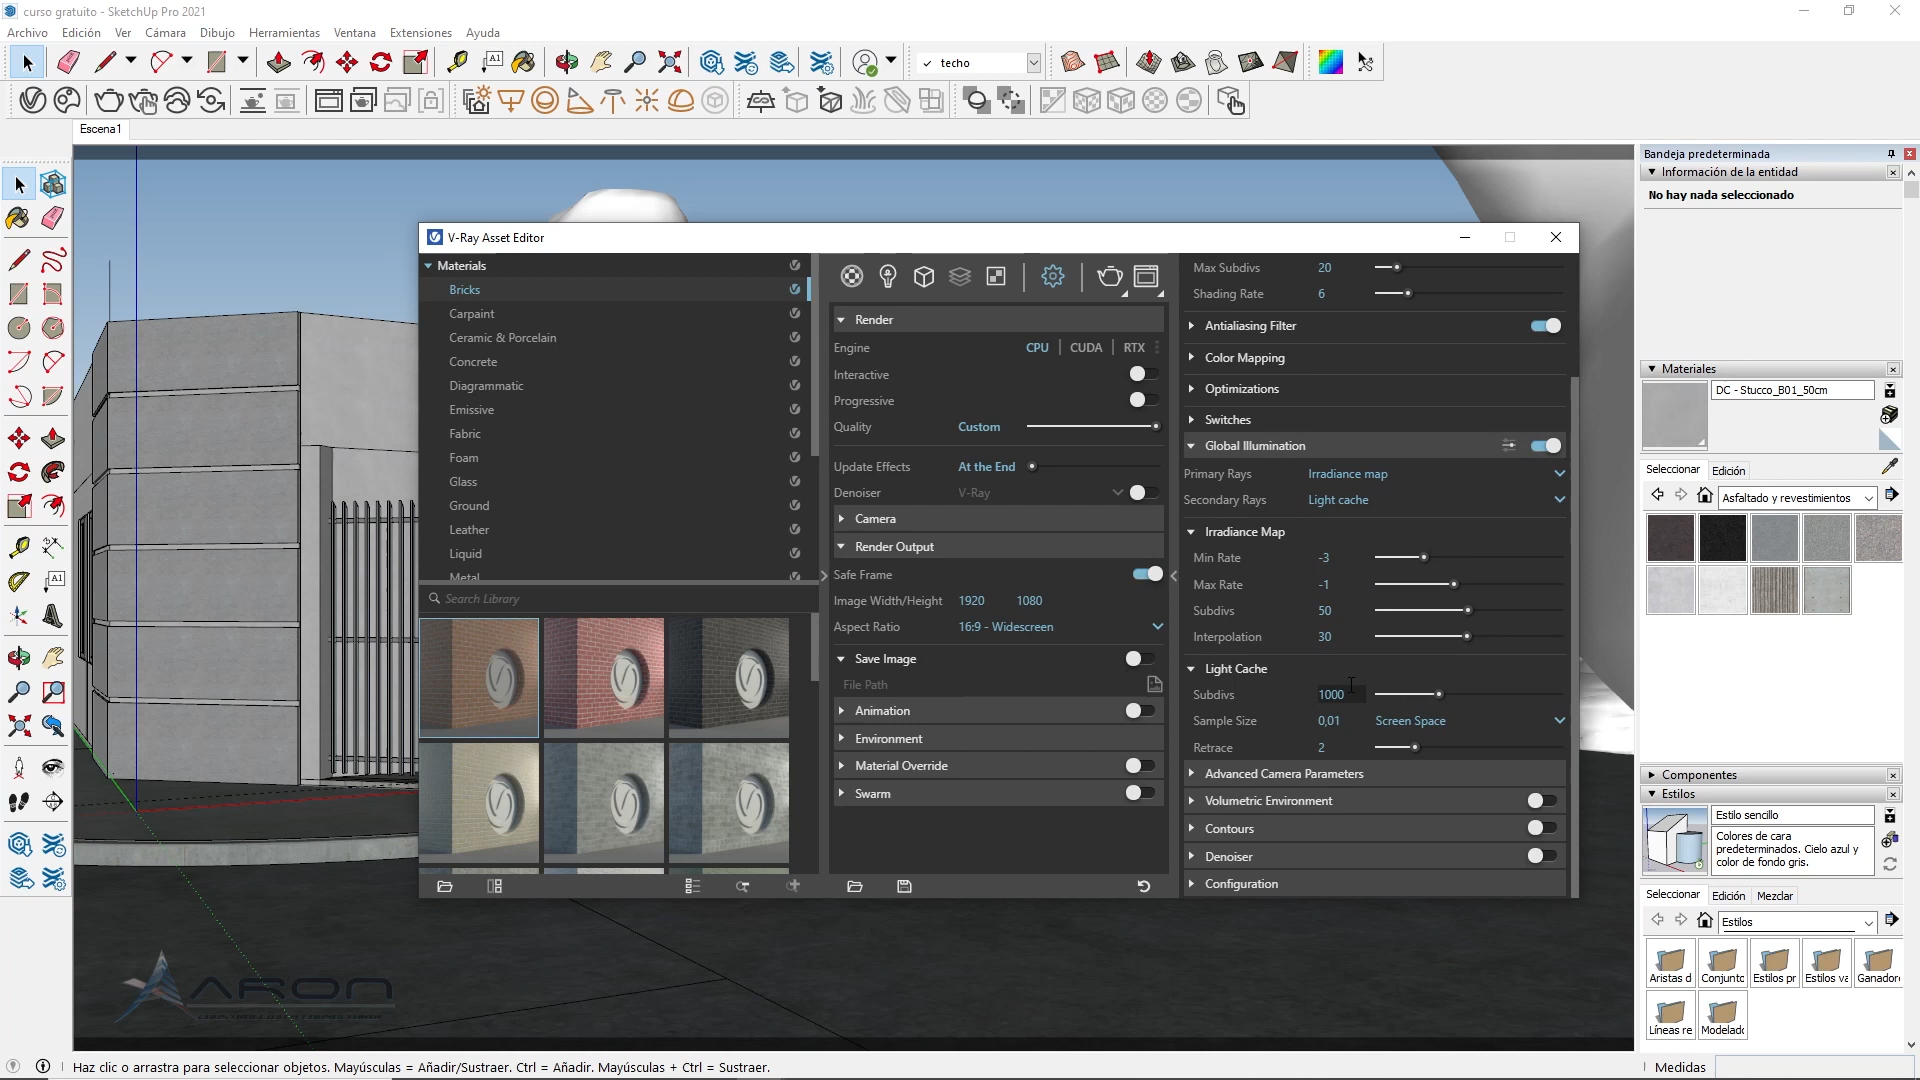 curso gratuito - SketchUp Pro 2021
Archivo Edición Ver Cámara Dibujo Herramientas Ventana Extensiones Ayuda
techo
Escena1
Bandeja predeterminada
Información de la entidad
No hay nada seleccionado
V-Ray Asset Editor
Materials
Bricks
Carpaint
Ceramic & Porcelain
Concrete
Diagrammatic
Emissive
Fabric
Foam
Glass
Ground
Leather
Liquid
Metal
Search Library
Render
Engine CPU CUDA RTX
Interactive
Progressive
Quality Custom
Update Effects At the End
Denoiser V-Ray
Camera
Render Output
Safe Frame
Image Width/Height 1920 1080
Aspect Ratio 16:9 - Widescreen
Save Image
File Path
Animation
Environment
Material Override
Swarm
Max Subdivs 20
Shading Rate 6
Antialiasing Filter
Color Mapping
Optimizations
Switches
Global Illumination
Primary Rays Irradiance map
Secondary Rays Light cache
Irradiance Map
Min Rate -3
Max Rate -1
Subdivs 50
Interpolation 30
Light Cache
Subdivs 1000
Sample Size 0,01 Screen Space
Retrace 2
Advanced Camera Parameters
Volumetric Environment
Contours
Denoiser
Configuration
Materiales
DC - Stucco_B01_50cm
Seleccionar Edición
Asfaltado y revestimientos
Componentes
Estilos
Estilo sencillo
Colores de cara
predeterminados. Cielo azul y
color de fondo gris.
Seleccionar Edición Mezclar
Estilos
Aristas d Conjunto Estilos pr Estilos va Ganador
Líneas re Modelado
ARON
Haz clic o arrastra para seleccionar objetos. Mayúsculas = Añadir/Sustraer. Ctrl = Añadir. Mayúsculas + Ctrl = Sustraer.
Medidas